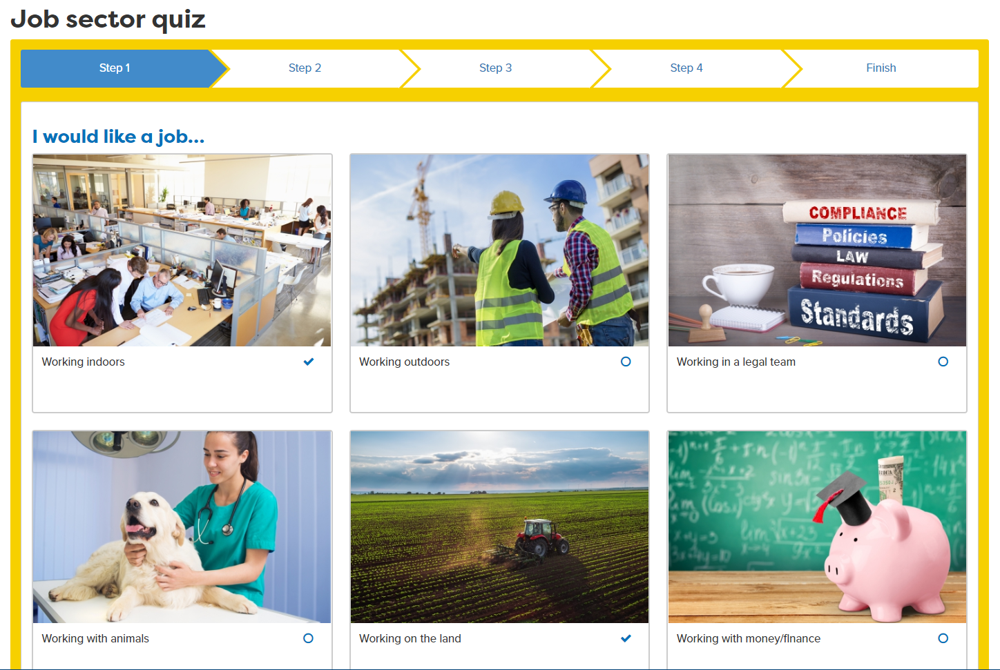 Job sector quiz
Step 1
Step 2
Step 3
Step 4
Finish
I would like a job...
COMPLIANCE
Policies
LAW
Regulations
Standards
Working indoors
Working outdoors
Working in a legal team
Working with animals
Working on the land
Working with money/finance